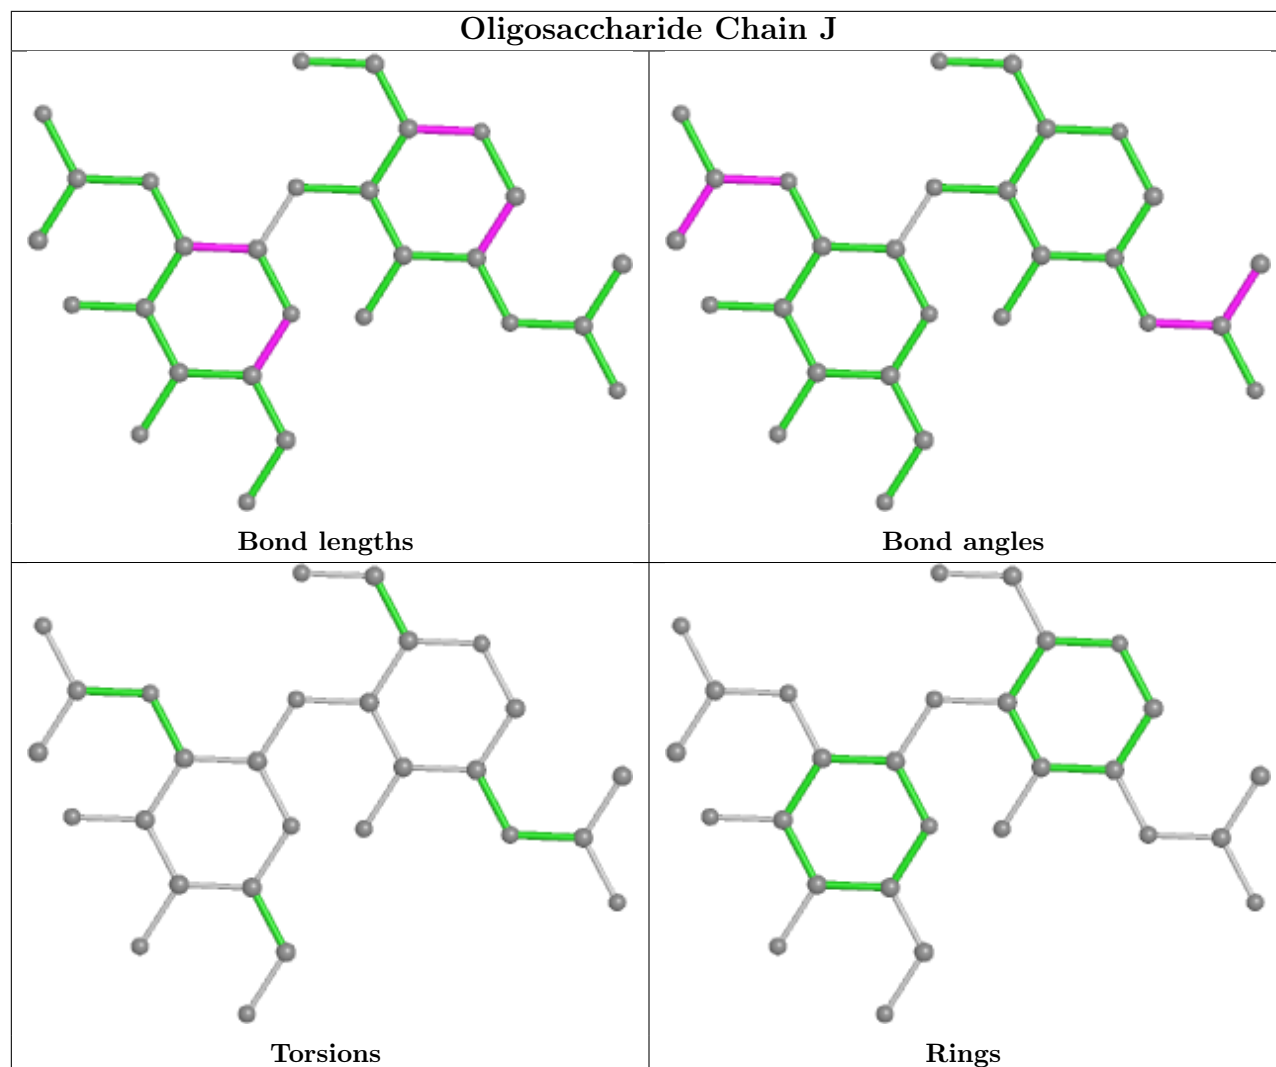 Oligosaccharide Chain J
Bond lengths
Bond angles
Torsions
Rings